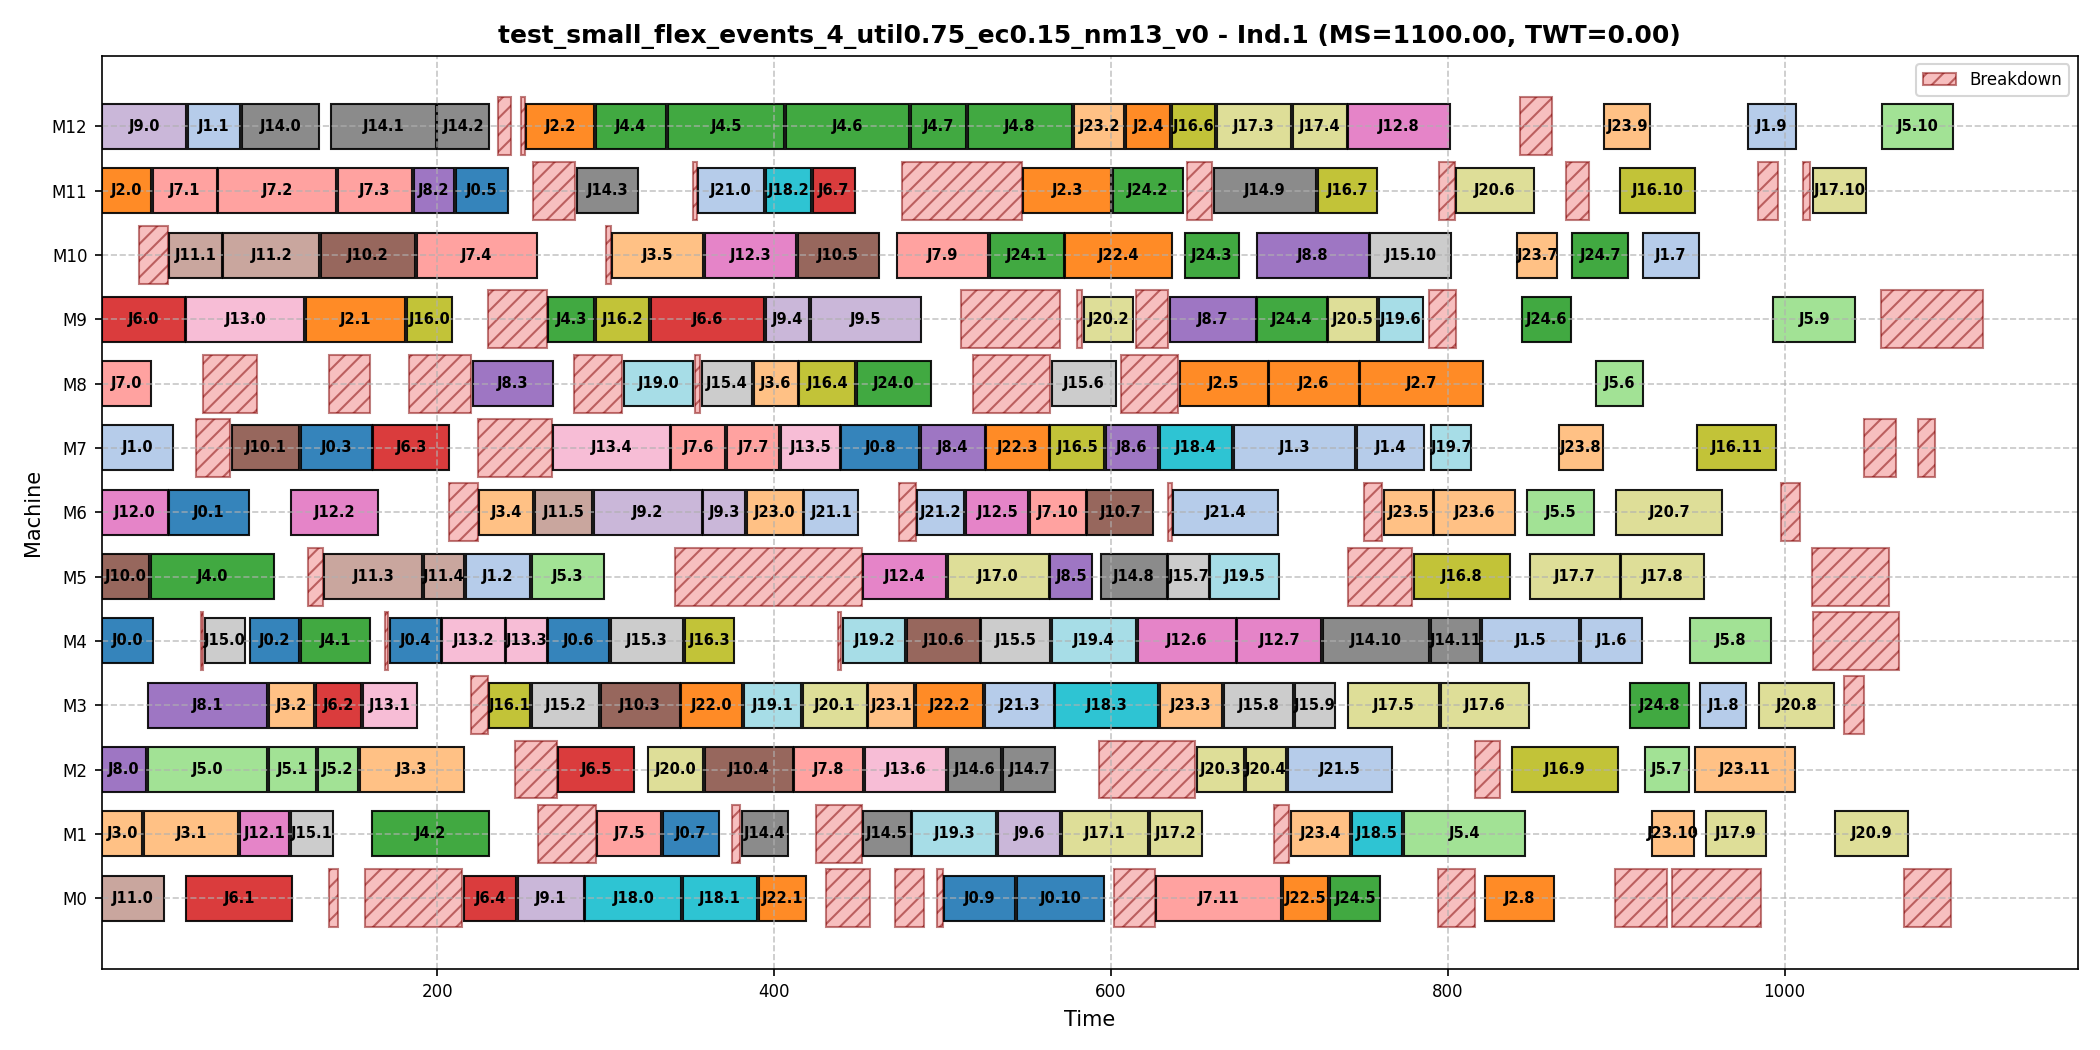 test_small_flex_events_4_util0.75_ec0.15_nm13_v0 - Ind.1 (MS=1100.00, TWT=0.00)
Breakdown
M12 J9.0 J1.1 J14.0 J14.1 J14.2 J2.2 J4.4 J4.5 J4.6 J4.7 J4.8 J23.2 J2.4 J16.6 J17.3 J17.4 J12.8 J23.9 J1.9 J5.10
M11 J2.0 J7.1 J7.2 J7.3 J8.2 J0.5 J14.3 J21.0 J18.2 J6.7 J2.3 J24.2 J14.9 J16.7 J20.6 J16.10 J17.10
M10 J11.1 J11.2 J10.2 J7.4 J3.5 J12.3 J10.5 J7.9 J24.1 J22.4 J24.3 J8.8 J15.10 J23.7 J24.7 J1.7
M9 J6.0 J13.0 J2.1 J16.0 J4.3 J16.2 J6.6 J9.4 J9.5 J20.2 J8.7 J24.4 J20.5 J19.6 J24.6 J5.9
M8 J7.0 J8.3 J19.0 J15.4 J3.6 J16.4 J24.0 J15.6 J2.5 J2.6 J2.7 J5.6
M7 J1.0 J10.1 J0.3 J6.3 J13.4 J7.6 J7.7 J13.5 J0.8 J8.4 J22.3 J16.5 J8.6 J18.4 J1.3 J1.4 J19.7 J23.8 J16.11
M6 J12.0 J0.1 J12.2 J3.4 J11.5 J9.2 J9.3 J23.0 J21.1 J21.2 J12.5 J7.10 J10.7 J21.4 J23.5 J23.6 J5.5 J20.7
M5 J10.0 J4.0 J11.3 J11.4 J1.2 J5.3 J12.4 J17.0 J8.5 J14.8 J15.7 J19.5 J16.8 J17.7 J17.8
M4 J0.0 J15.0 J0.2 J4.1 J0.4 J13.2 J13.3 J0.6 J15.3 J16.3 J19.2 J10.6 J15.5 J19.4 J12.6 J12.7 J14.10 J14.11 J1.5 J1.6 J5.8
M3 J8.1 J3.2 J6.2 J13.1 J16.1 J15.2 J10.3 J22.0 J19.1 J20.1 J23.1 J22.2 J21.3 J18.3 J23.3 J15.8 J15.9 J17.5 J17.6 J24.8 J1.8 J20.8
M2 J8.0 J5.0 J5.1 J5.2 J3.3 J6.5 J20.0 J10.4 J7.8 J13.6 J14.6 J14.7 J20.3 J20.4 J21.5 J16.9 J5.7 J23.11
M1 J3.0 J3.1 J12.1 J15.1 J4.2 J7.5 J0.7 J14.4 J14.5 J19.3 J9.6 J17.1 J17.2 J23.4 J18.5 J5.4 J23.10 J17.9 J20.9
M0 J11.0 J6.1 J6.4 J9.1 J18.0 J18.1 J22.1 J0.9 J0.10 J7.11 J22.5 J24.5 J2.8
Machine
200 400 600 800 1000
Time